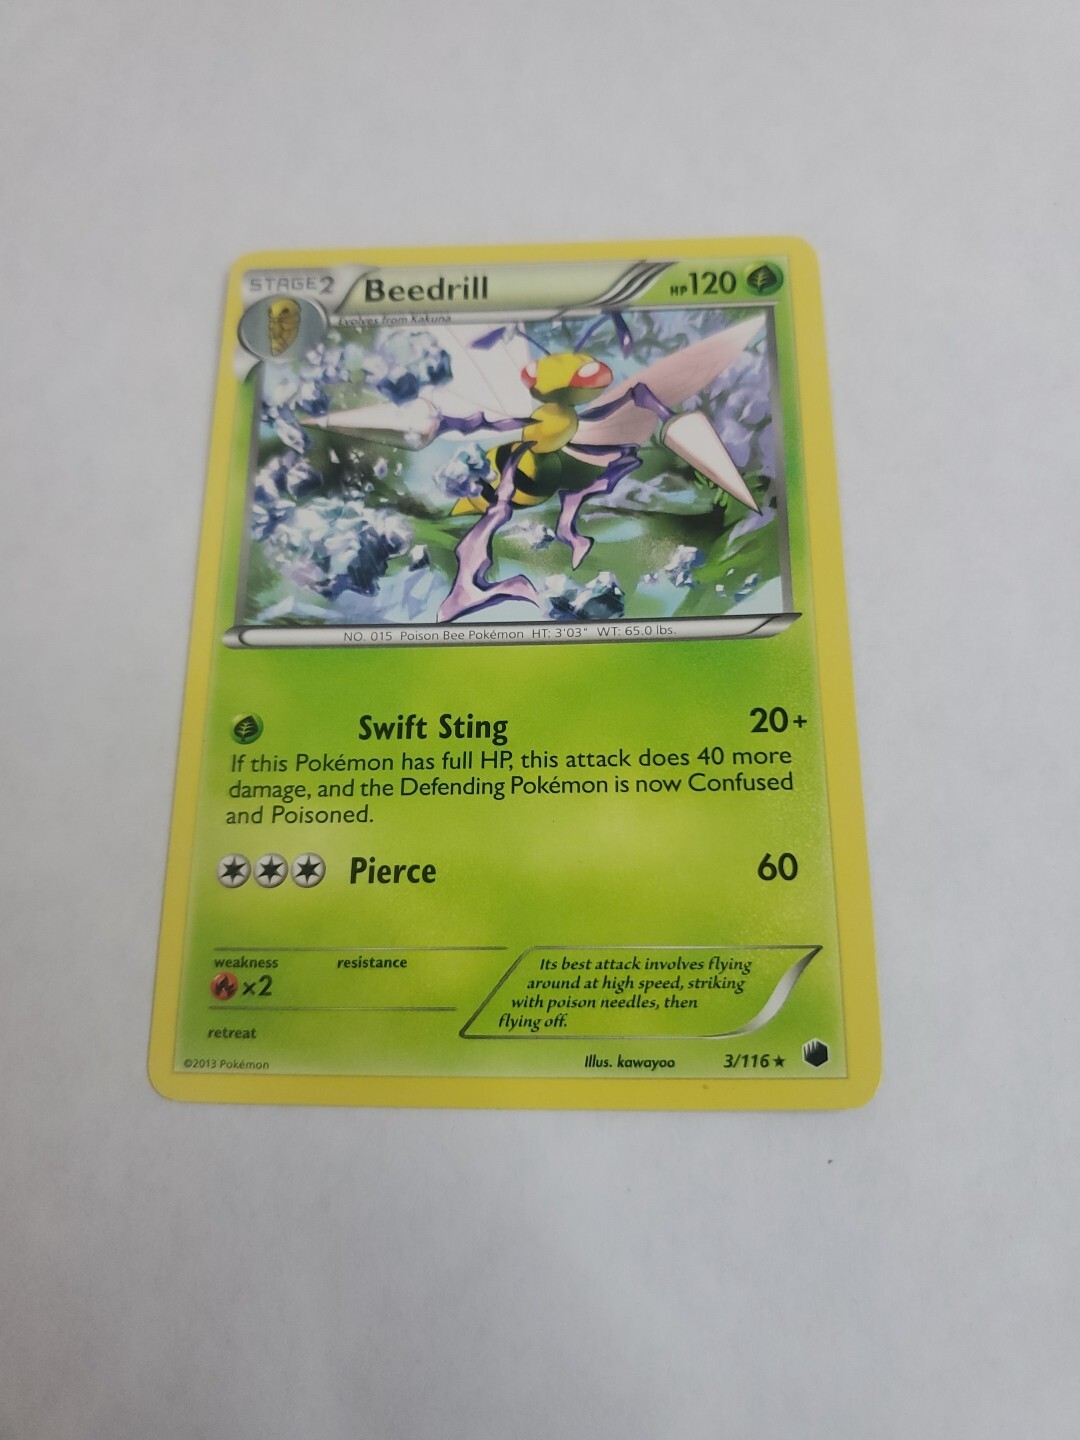 STAGE2 Beedrill HP120
Evolves from Kakuna
NO. 015 Poison Bee Pokémon HT: 3'03" WT: 65.0 lbs.
Swift Sting 20+
If this Pokémon has full HP, this attack does 40 more
damage, and the Defending Pokémon is now Confused
and Poisoned.
Pierce 60
weakness resistance
×2
retreat
Its best attack involves flying
around at high speed, striking
with poison needles, then
flying off.
©2013 Pokémon Illus. kawayoo 3/116★